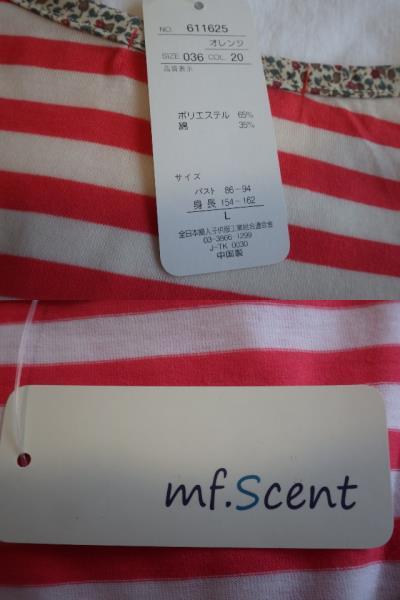 NO. 611625
オレンジ
SIZE 036 COL. 20
品質表示
ポリエステル 65%
綿 35%
サイズ
バスト 86-94
身長 154-162
L
全日本婦人子供服工業組合連合会
03-3866 1299
J-TK 0030
中国製
mf.Scent